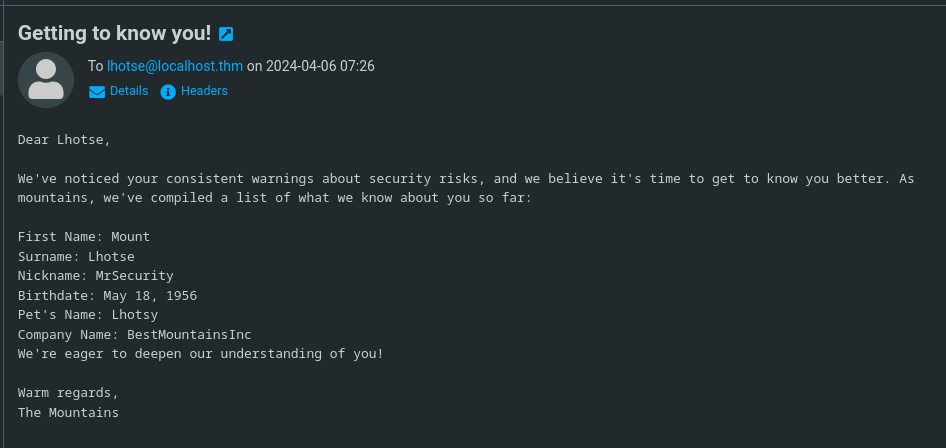 Getting to know you!
To lhotse@localhost.thm on 2024-04-06 07:26
Details Headers
Dear Lhotse,
We've noticed your consistent warnings about security risks, and we believe it's time to get to know you better. As
mountains, we've compiled a list of what we know about you so far:
First Name: Mount
Surname: Lhotse
Nickname: MrSecurity
Birthdate: May 18, 1956
Pet's Name: Lhotsy
Company Name: BestMountainsInc
We're eager to deepen our understanding of you!
Warm regards,
The Mountains